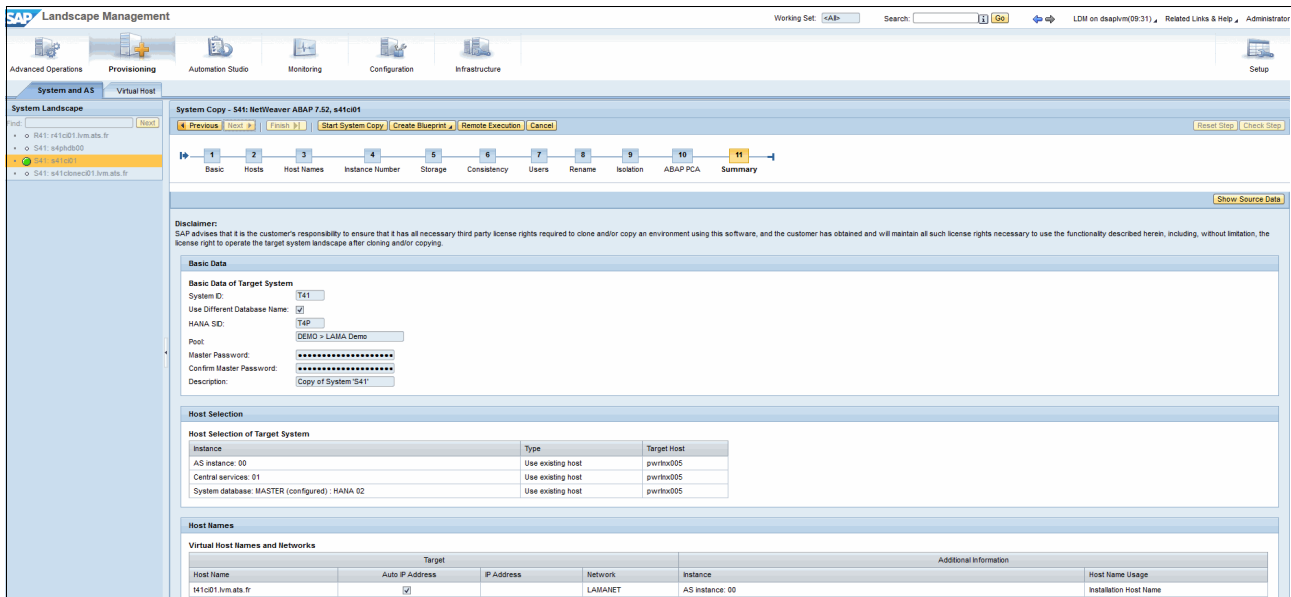 SAP Landscape Management
Working Set: <All> Search: Go LDM on dsaplvm(09:31) Related Links & Help Administrator
Advanced Operations Provisioning Automation Studio Monitoring Configuration Infrastructure Setup
System and AS Virtual Host
System Landscape
Find: Next
R41: r41ci01.lvm.ats.fr
S41: s4phdb00
S41: s41ci01
S41: s41cloneci01.lvm.ats.fr
System Copy - S41: NetWeaver ABAP 7.52, s41ci01
Previous Next Finish Start System Copy Create Blueprint Remote Execution Cancel Reset Step Check Step
1 2 3 4 5 6 7 8 9 10 11
Basic Hosts Host Names Instance Number Storage Consistency Users Rename Isolation ABAP PCA Summary
Show Source Data
Disclaimer:
SAP advises that it is the customer's responsibility to ensure that it has all necessary third party license rights required to clone and/or copy an environment using this software, and the customer has obtained and will maintain all such license rights necessary to use the functionality described herein, including, without limitation, the
license right to operate the target system landscape after cloning and/or copying.
Basic Data
Basic Data of Target System
System ID: T41
Use Different Database Name:
HANA SID: T4P
Pool: DEMO > LAMA Demo
Master Password: ••••••••••••••••••••
Confirm Master Password: ••••••••••••••••••••
Description: Copy of System 'S41'
Host Selection
Host Selection of Target System
Instance Type Target Host
AS instance: 00 Use existing host pwrlnx005
Central services: 01 Use existing host pwrlnx005
System database: MASTER (configured) : HANA 02 Use existing host pwrlnx005
Host Names
Virtual Host Names and Networks
Target Additional Information
Host Name Auto IP Address IP Address Network Instance Host Name Usage
t41ci01.lvm.ats.fr LAMANET AS instance: 00 Installation Host Name